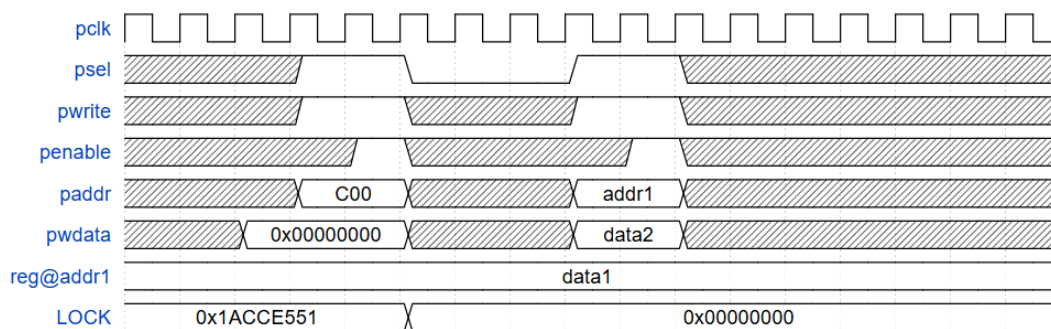 pclk
psel
pwrite
penable
paddr C00 addr1
pwdata 0x00000000 data2
reg@addr1 data1
LOCK 0x1ACCE551 0x00000000